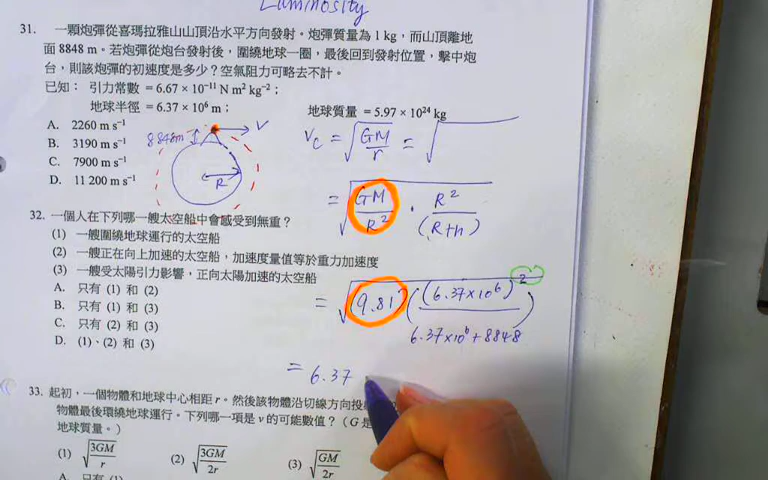 Luminosity
31. 一顆炮彈從喜瑪拉雅山山頂沿水平方向發射。炮彈質量為 1 kg，而山頂離地
面 8848 m。若炮彈從炮台發射後，圍繞地球一圈，最後回到發射位置，擊中炮
台，則該炮彈的初速度是多少？空氣阻力可略去不計。
已知： 引力常數 = 6.67 × 10⁻¹¹ N m² kg⁻²；
地球半徑 = 6.37 × 10⁶ m； 地球質量 = 5.97 × 10²⁴ kg
A. 2260 m s⁻¹
B. 3190 m s⁻¹
C. 7900 m s⁻¹
D. 11 200 m s⁻¹
8848m
V
R
Vc = √(GM/r) = √
= √(GM/R² · R²/(R+h))
= √(9.81 ((6.37×10⁶)²/(6.37×10⁶+8848)))
= 6.37
32. 一個人在下列哪一艘太空船中會感受到無重？
(1) 一艘圍繞地球運行的太空船
(2) 一艘正在向上加速的太空船，加速度量值等於重力加速度
(3) 一艘受太陽引力影響，正向太陽加速的太空船
A. 只有 (1) 和 (2)
B. 只有 (1) 和 (3)
C. 只有 (2) 和 (3)
D. (1)、(2) 和 (3)
33. 起初，一個物體和地球中心相距 r。然後該物體沿切線方向投
物體最後環繞地球運行。下列哪一項是 v 的可能數值？（G 是
地球質量。）
(1) √(3GM/r) (2) √(3GM/2r) (3) √(GM/2r)
A. 只有 (1)